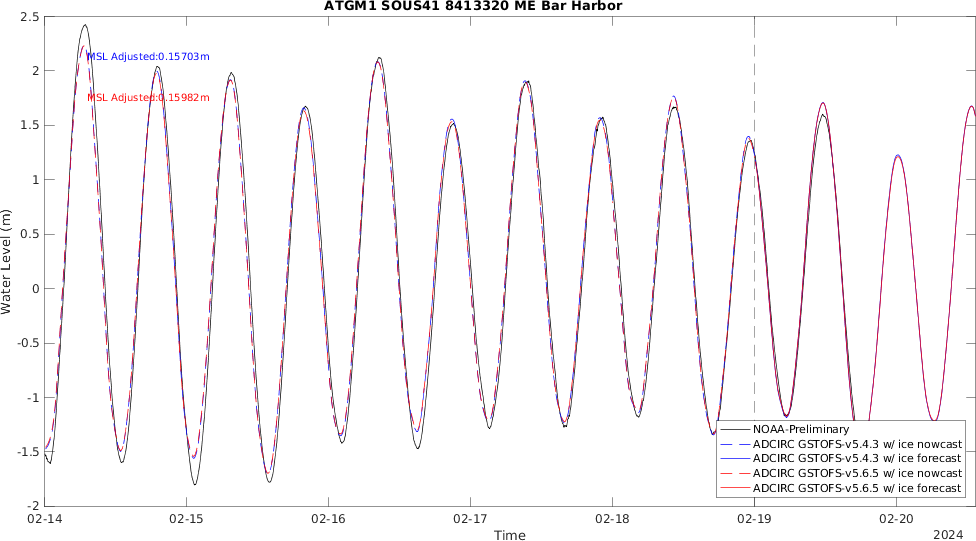 ATGM1 SOUS41 8413320 ME Bar Harbor
2.5
2
1.5
1
0.5
0
-0.5
-1
-1.5
-2
Water Level (m)
MSL Adjusted:0.15703m
MSL Adjusted:0.15982m
NOAA-Preliminary
ADCIRC GSTOFS-v5.4.3 w/ ice nowcast
ADCIRC GSTOFS-v5.4.3 w/ ice forecast
ADCIRC GSTOFS-v5.6.5 w/ ice nowcast
ADCIRC GSTOFS-v5.6.5 w/ ice forecast
02-14 02-15 02-16 02-17 02-18 02-19 02-20
Time
2024